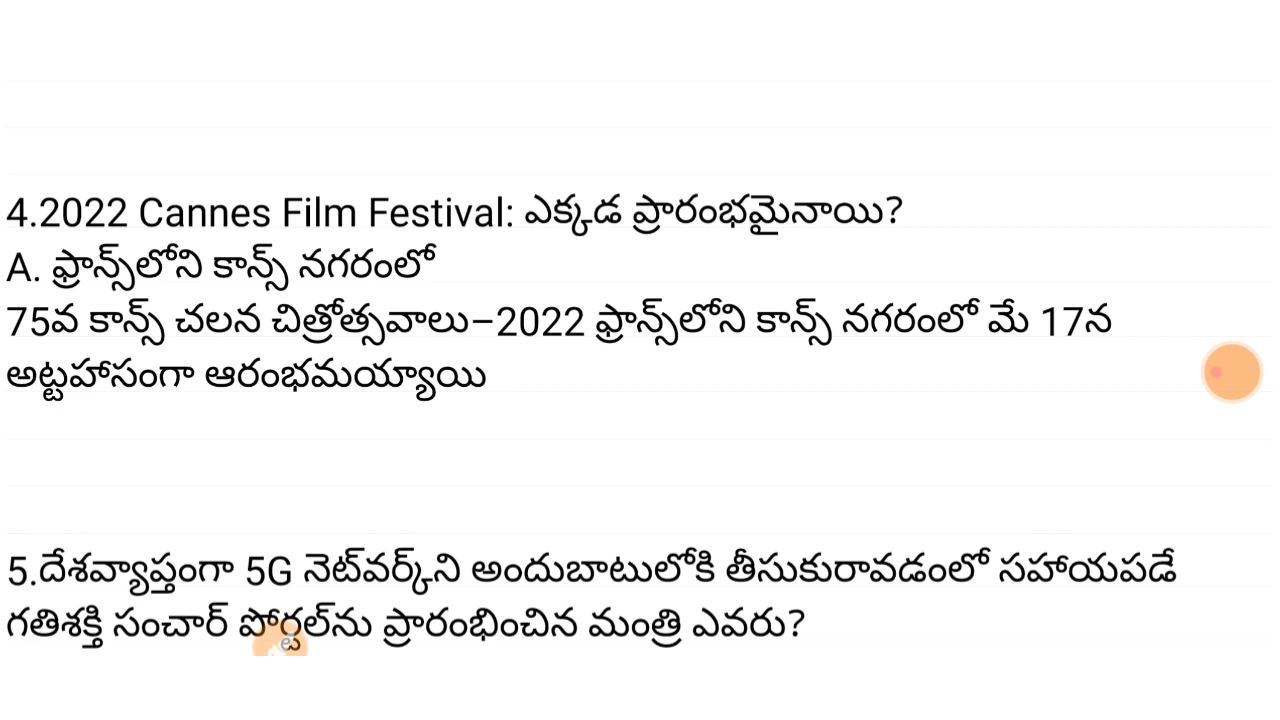 4.2022 Cannes Film Festival: ఎక్కడ ప్రారంభమైనాయి?
A. ఫ్రాన్స్‌లోని కాన్స్ నగరంలో
75వ కాన్స్ చలన చిత్రోత్సవాలు–2022 ఫ్రాన్స్‌లోని కాన్స్ నగరంలో మే 17న
అట్టహాసంగా ఆరంభమయ్యాయి
5.దేశవ్యాప్తంగా 5G నెట్‌వర్క్‌ని అందుబాటులోకి తీసుకురావడంలో సహాయపడే
గతిశక్తి సంచార్ పోర్టల్‌ను ప్రారంభించిన మంత్రి ఎవరు?